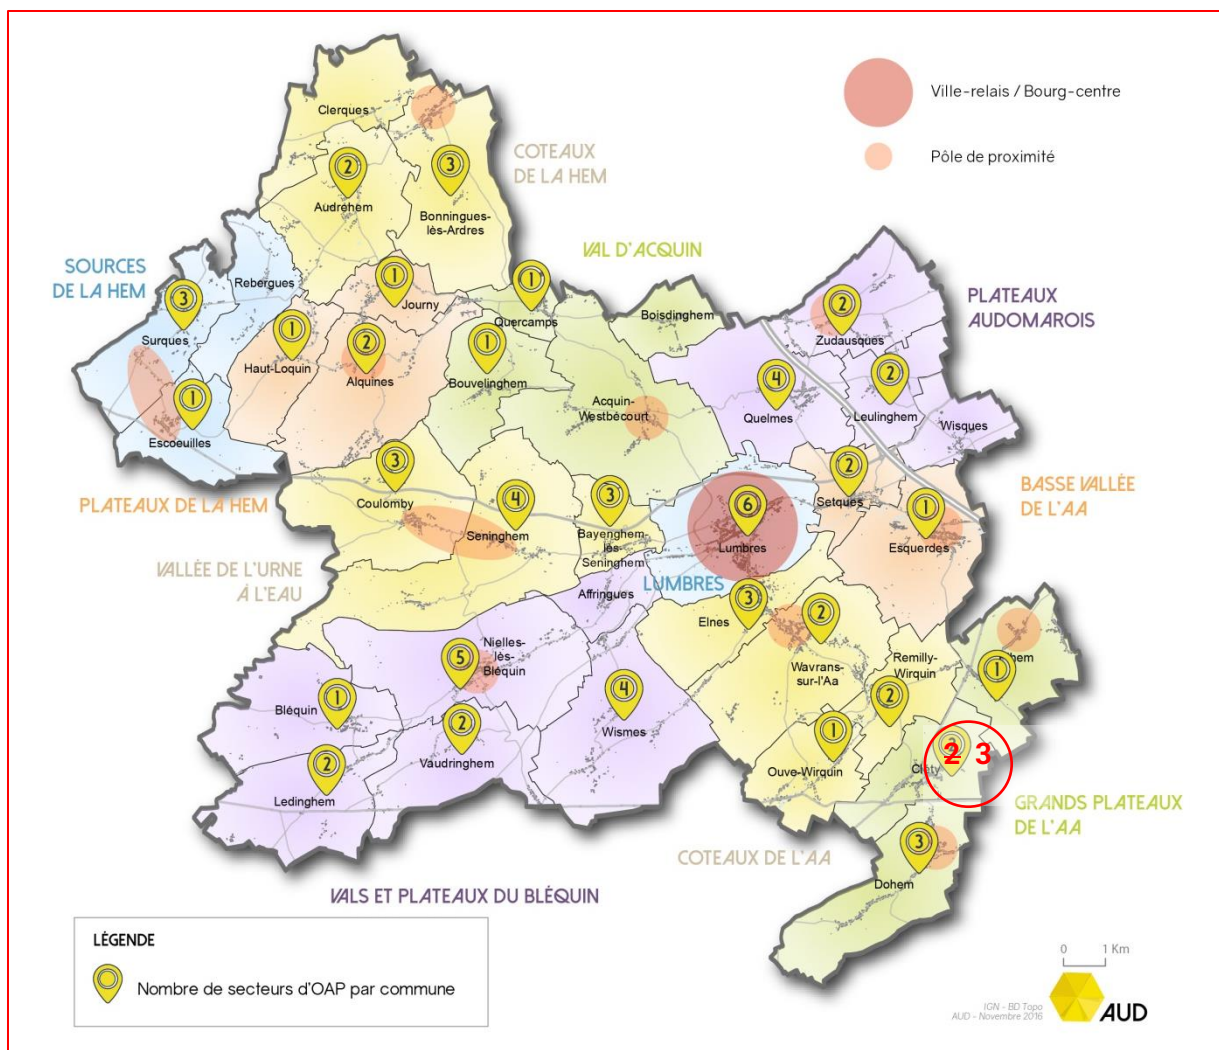 Ville-relais / Bourg-centre
Pôle de proximité
Clerques
COTEAUX
DE LA HEM
2
3
Audrehem
Bonningues-
lès-Ardres
VAL D'ACQUIN
SOURCES
DE LA HEM
Rebergues
3
Surques
1
Journy
1
Quercamps
Boisdinghem
2
Zudausques
PLATEAUX
AUDOMAROIS
1
Haut-Loquin
2
Alquines
1
Bouvelinghem
4
Quelmes
2
Leulinghem
Wisques
1
Escoeuilles
Acquin-
Westbécourt
PLATEAUX DE LA HEM
3
Coulomby
4
Seninghem
3
Bayenghem
lès
Seninghem
6
Lumbres
LUMBRES
2
Setques
1
Esquerdes
BASSE VALLÉE
DE L'AA
VALLÉE DE L'URNE
À L'EAU
Affringues
3
Elnes
2
Wavrans-
sur-l'Aa
Remilly-
Wirquin
2
1
5
Nielles-
lès-
Bléquin
1
Bléquin
2
Vaudringhem
4
Wismes
2
Ledinghem
1
Ouve-Wirquin
Cléty
2 3
GRANDS PLATEAUX
DE L'AA
COTEAUX DE L'AA
3
Dohem
VALS ET PLATEAUX DU BLÉQUIN
LÉGENDE
Nombre de secteurs d'OAP par commune
0 1 Km
IGN - BD Topo
AUD - Novembre 2016
AUD